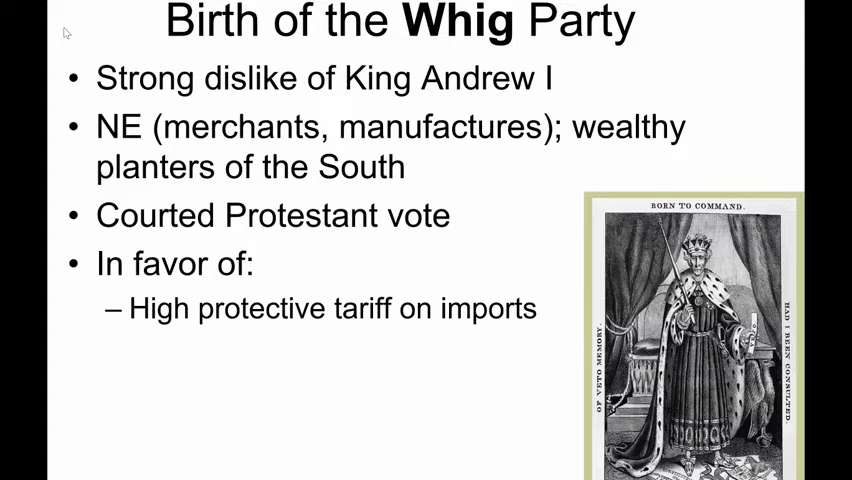 Birth of the Whig Party
• Strong dislike of King Andrew I
• NE (merchants, manufactures); wealthy
planters of the South
• Courted Protestant vote
• In favor of:
– High protective tariff on imports
BORN TO COMMAND.
OF VETO MEMORY.
HAD I BEEN CONSULTED.